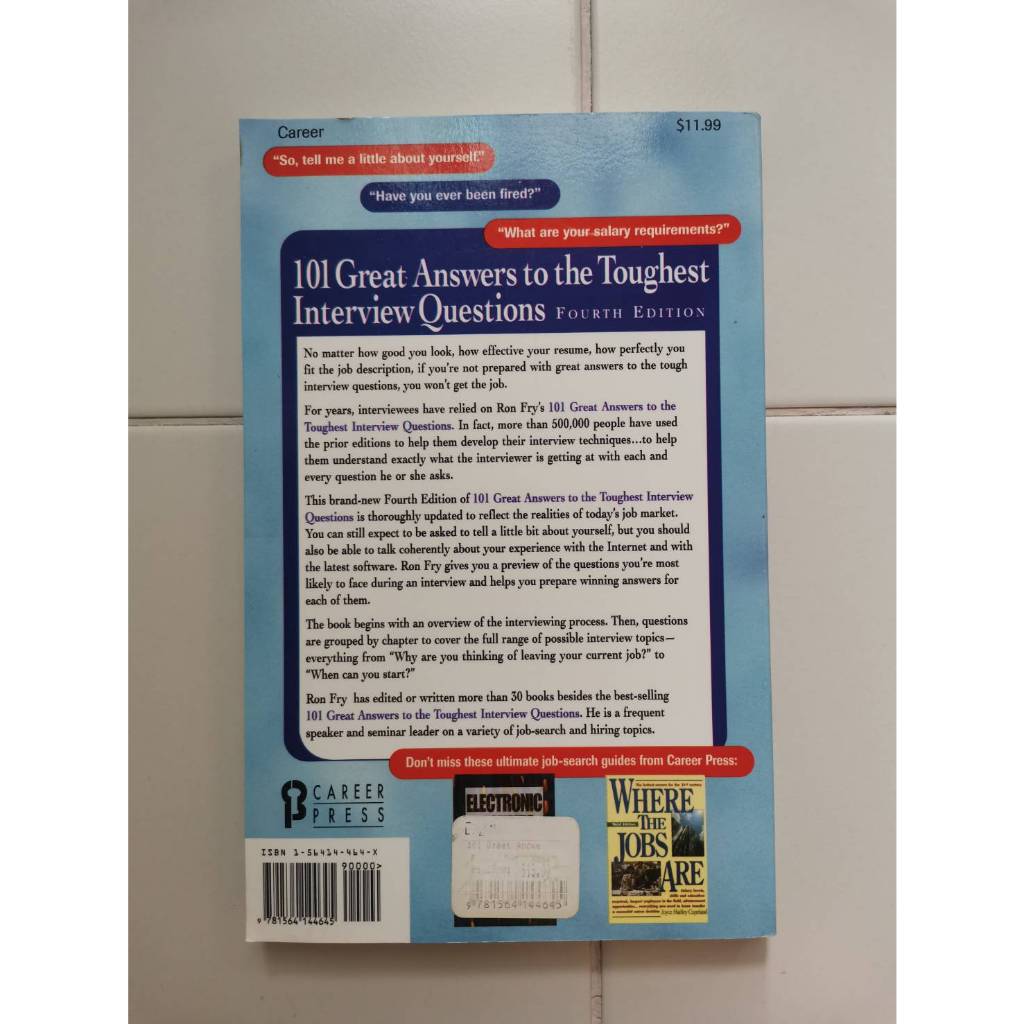 Career
$11.99
"So, tell me a little about yourself."
"Have you ever been fired?"
"What are your salary requirements?"
101 Great Answers to the Toughest
Interview Questions FOURTH EDITION
No matter how good you look, how effective your resume, how perfectly you
fit the job description, if you're not prepared with great answers to the tough
interview questions, you won't get the job.
For years, interviewees have relied on Ron Fry's 101 Great Answers to the
Toughest Interview Questions. In fact, more than 500,000 people have used
the prior editions to help them develop their interview techniques...to help
them understand exactly what the interviewer is getting at with each and
every question he or she asks.
This brand-new Fourth Edition of 101 Great Answers to the Toughest Interview
Questions is thoroughly updated to reflect the realities of today's job market.
You can still expect to be asked to tell a little bit about yourself, but you should
also be able to talk coherently about your experience with the Internet and with
the latest software. Ron Fry gives you a preview of the questions you're most
likely to face during an interview and helps you prepare winning answers for
each of them.
The book begins with an overview of the interviewing process. Then, questions
are grouped by chapter to cover the full range of possible interview topics—
everything from "Why are you thinking of leaving your current job?" to
"When can you start?"
Ron Fry has edited or written more than 30 books besides the best-selling
101 Great Answers to the Toughest Interview Questions. He is a frequent
speaker and seminar leader on a variety of job-search and hiring topics.
Don't miss these ultimate job-search guides from Career Press:
CAREER
PRESS
ISBN 1-56414-464-X
90000>
9 781564 144645
ELECTRONIC
101 Great
9 781564 144645
WHERE
THE
Third Edition
JOBS
ARE
Joyce Hadley Copeland